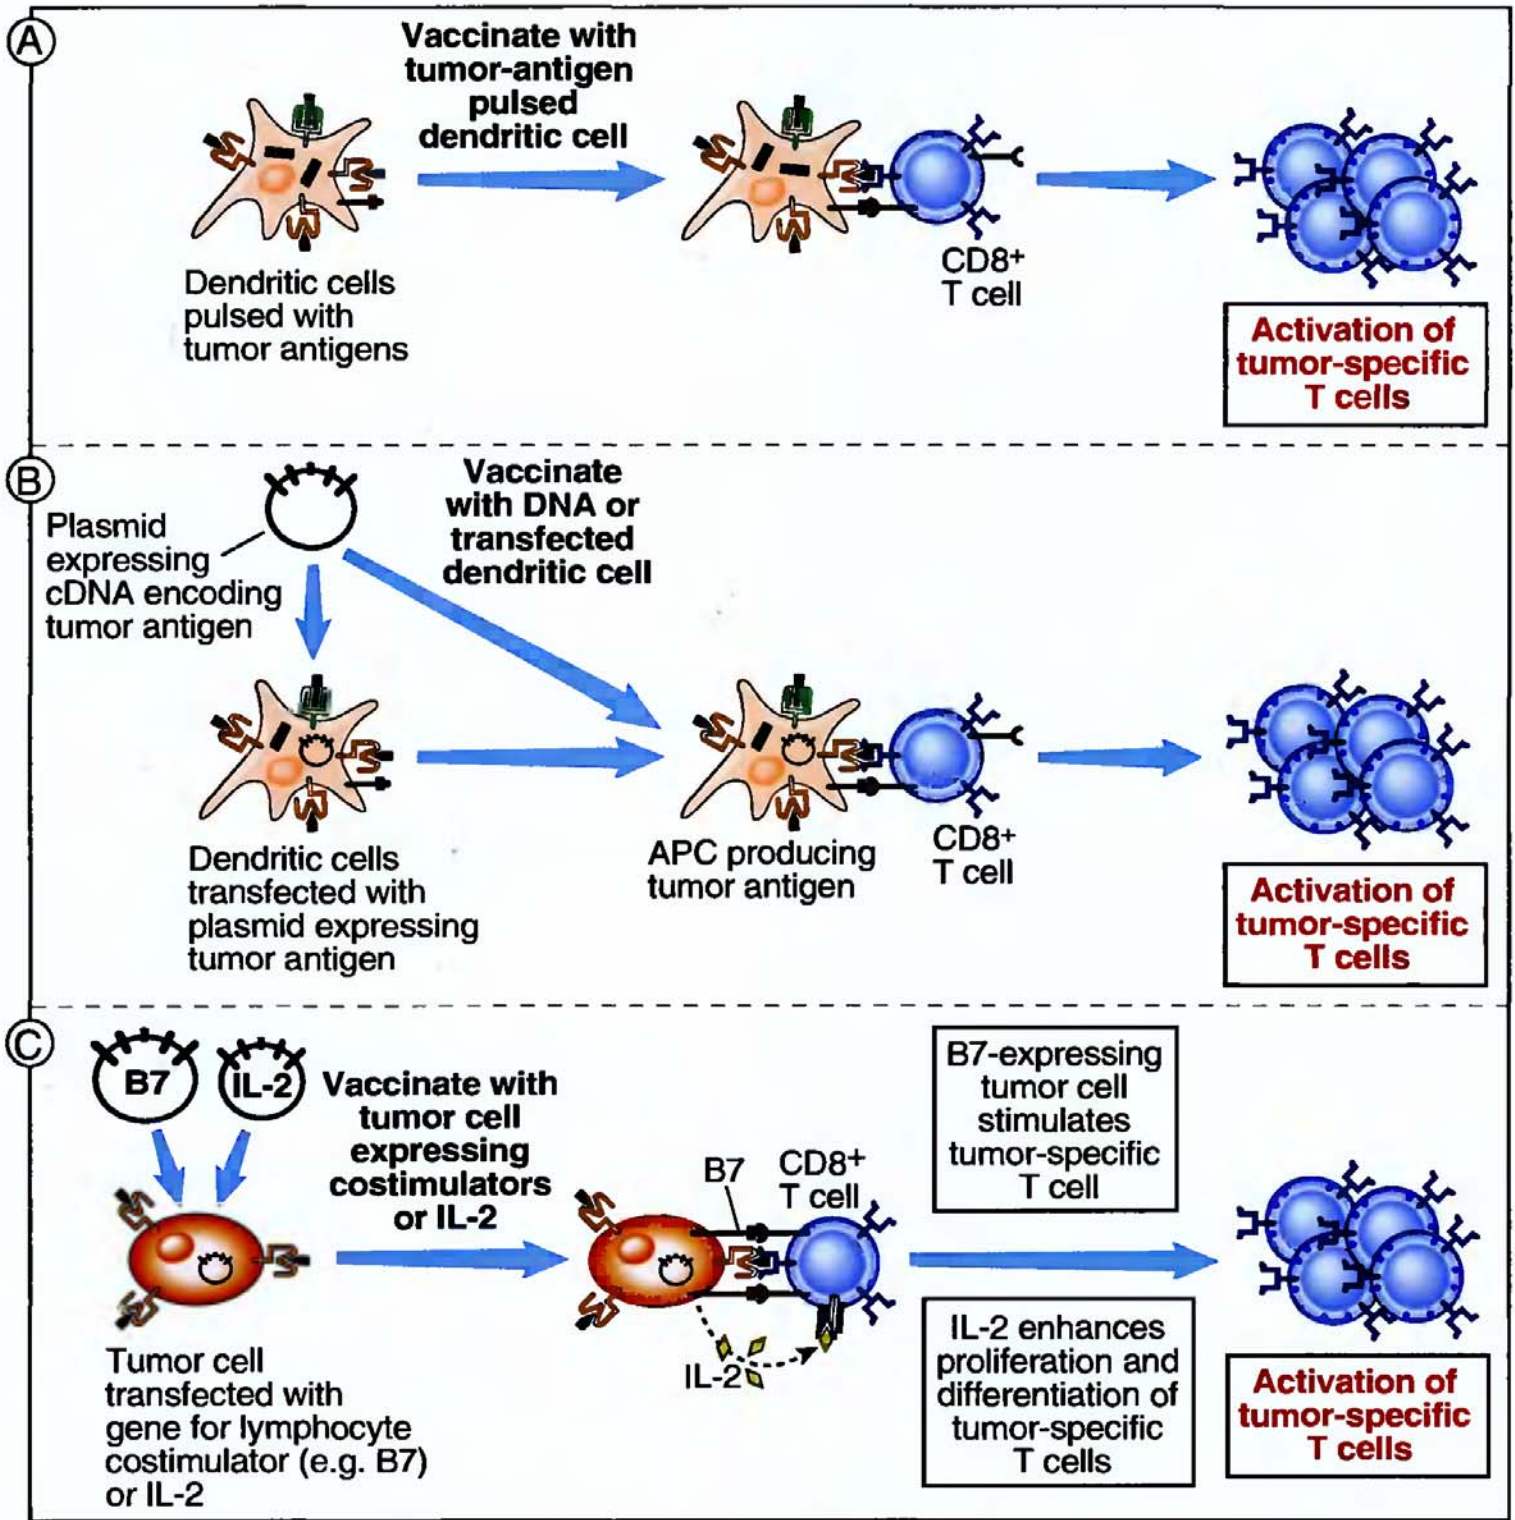 A
Vaccinate with
tumor-antigen
pulsed
dendritic cell
Dendritic cells
pulsed with
tumor antigens
CD8+
T cell
Activation of
tumor-specific
T cells
B
Plasmid
expressing
cDNA encoding
tumor antigen
Vaccinate
with DNA or
transfected
dendritic cell
Dendritic cells
transfected with
plasmid expressing
tumor antigen
APC producing
tumor antigen
CD8+
T cell
Activation of
tumor-specific
T cells
C
B7
IL-2
Vaccinate with
tumor cell
expressing
costimulators
or IL-2
Tumor cell
transfected with
gene for lymphocyte
costimulator (e.g. B7)
or IL-2
B7
CD8+
T cell
IL-2
B7-expressing
tumor cell
stimulates
tumor-specific
T cell
IL-2 enhances
proliferation and
differentiation of
tumor-specific
T cells
Activation of
tumor-specific
T cells